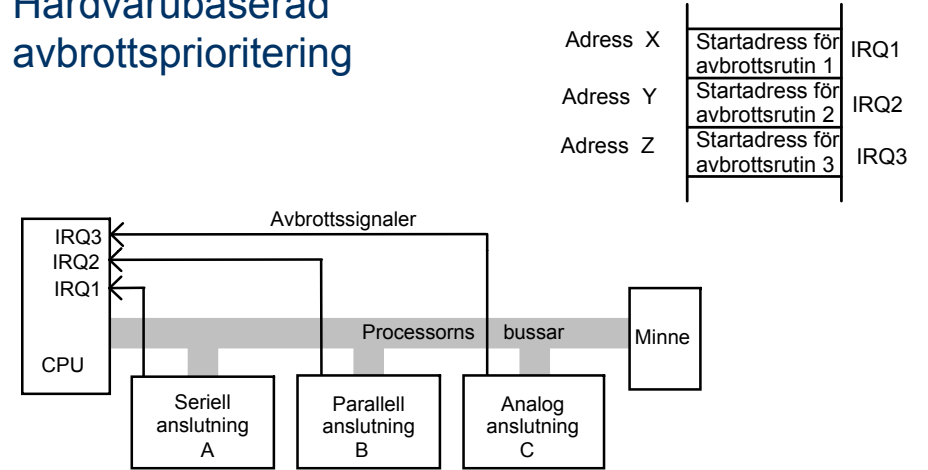 Hårdvarubaserad
avbrottsprioritering
Adress X
Startadress för
avbrottsrutin 1
IRQ1
Adress Y
Startadress för
avbrottsrutin 2
IRQ2
Adress Z
Startadress för
avbrottsrutin 3
IRQ3
Avbrottssignaler
IRQ3
IRQ2
IRQ1
CPU
Processorns bussar
Minne
Seriell
anslutning
A
Parallell
anslutning
B
Analog
anslutning
C